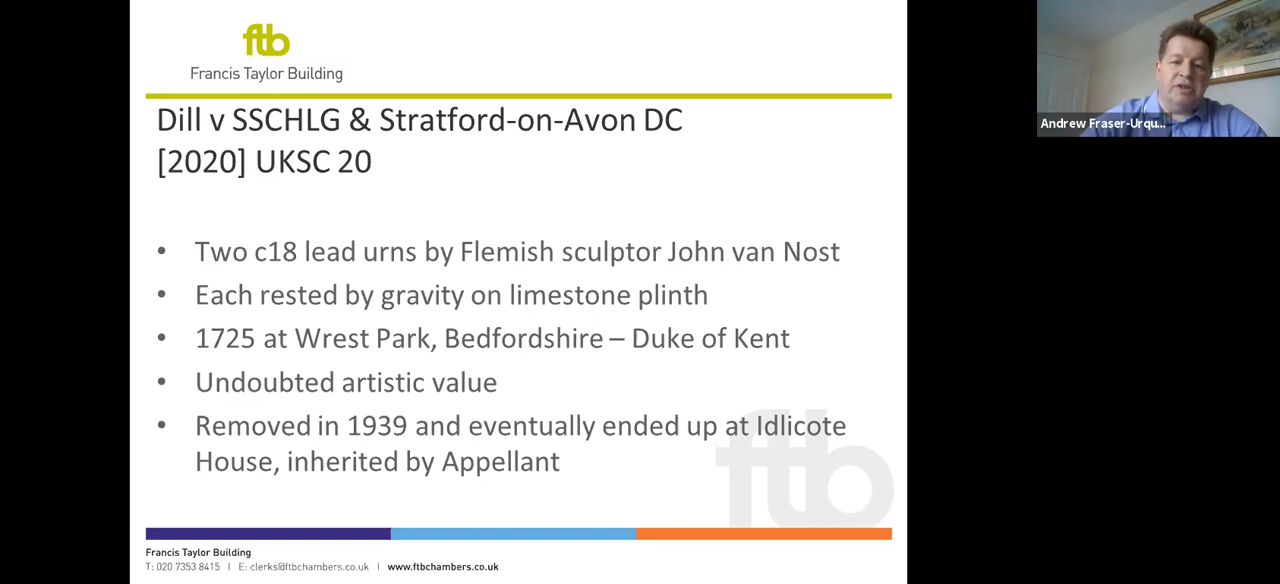 ftb
Francis Taylor Building
Dill v SSCHLG & Stratford-on-Avon DC
[2020] UKSC 20
• Two c18 lead urns by Flemish sculptor John van Nost
• Each rested by gravity on limestone plinth
• 1725 at Wrest Park, Bedfordshire – Duke of Kent
• Undoubted artistic value
• Removed in 1939 and eventually ended up at Idlicote
House, inherited by Appellant
ftb
Francis Taylor Building
T: 020 7353 8415 I E: clerks@ftbchambers.co.uk I www.ftbchambers.co.uk
Andrew Fraser-Urqu...